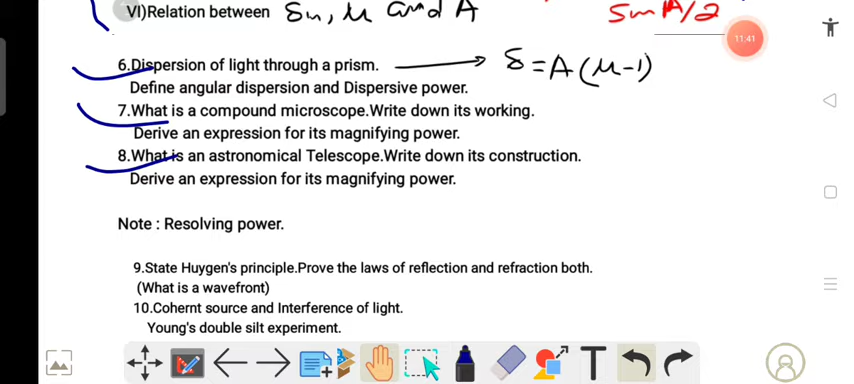 VI)Relation between δm, μ and A
Sin A/2
11:41
6.Dispersion of light through a prism. → δ = A (μ-1)
Define angular dispersion and Dispersive power.
7.What is a compound microscope.Write down its working.
Derive an expression for its magnifying power.
8.What is an astronomical Telescope.Write down its construction.
Derive an expression for its magnifying power.
Note : Resolving power.
9.State Huygen's principle.Prove the laws of reflection and refraction both.
(What is a wavefront)
10.Cohernt source and Interference of light.
Young's double silt experiment.
T